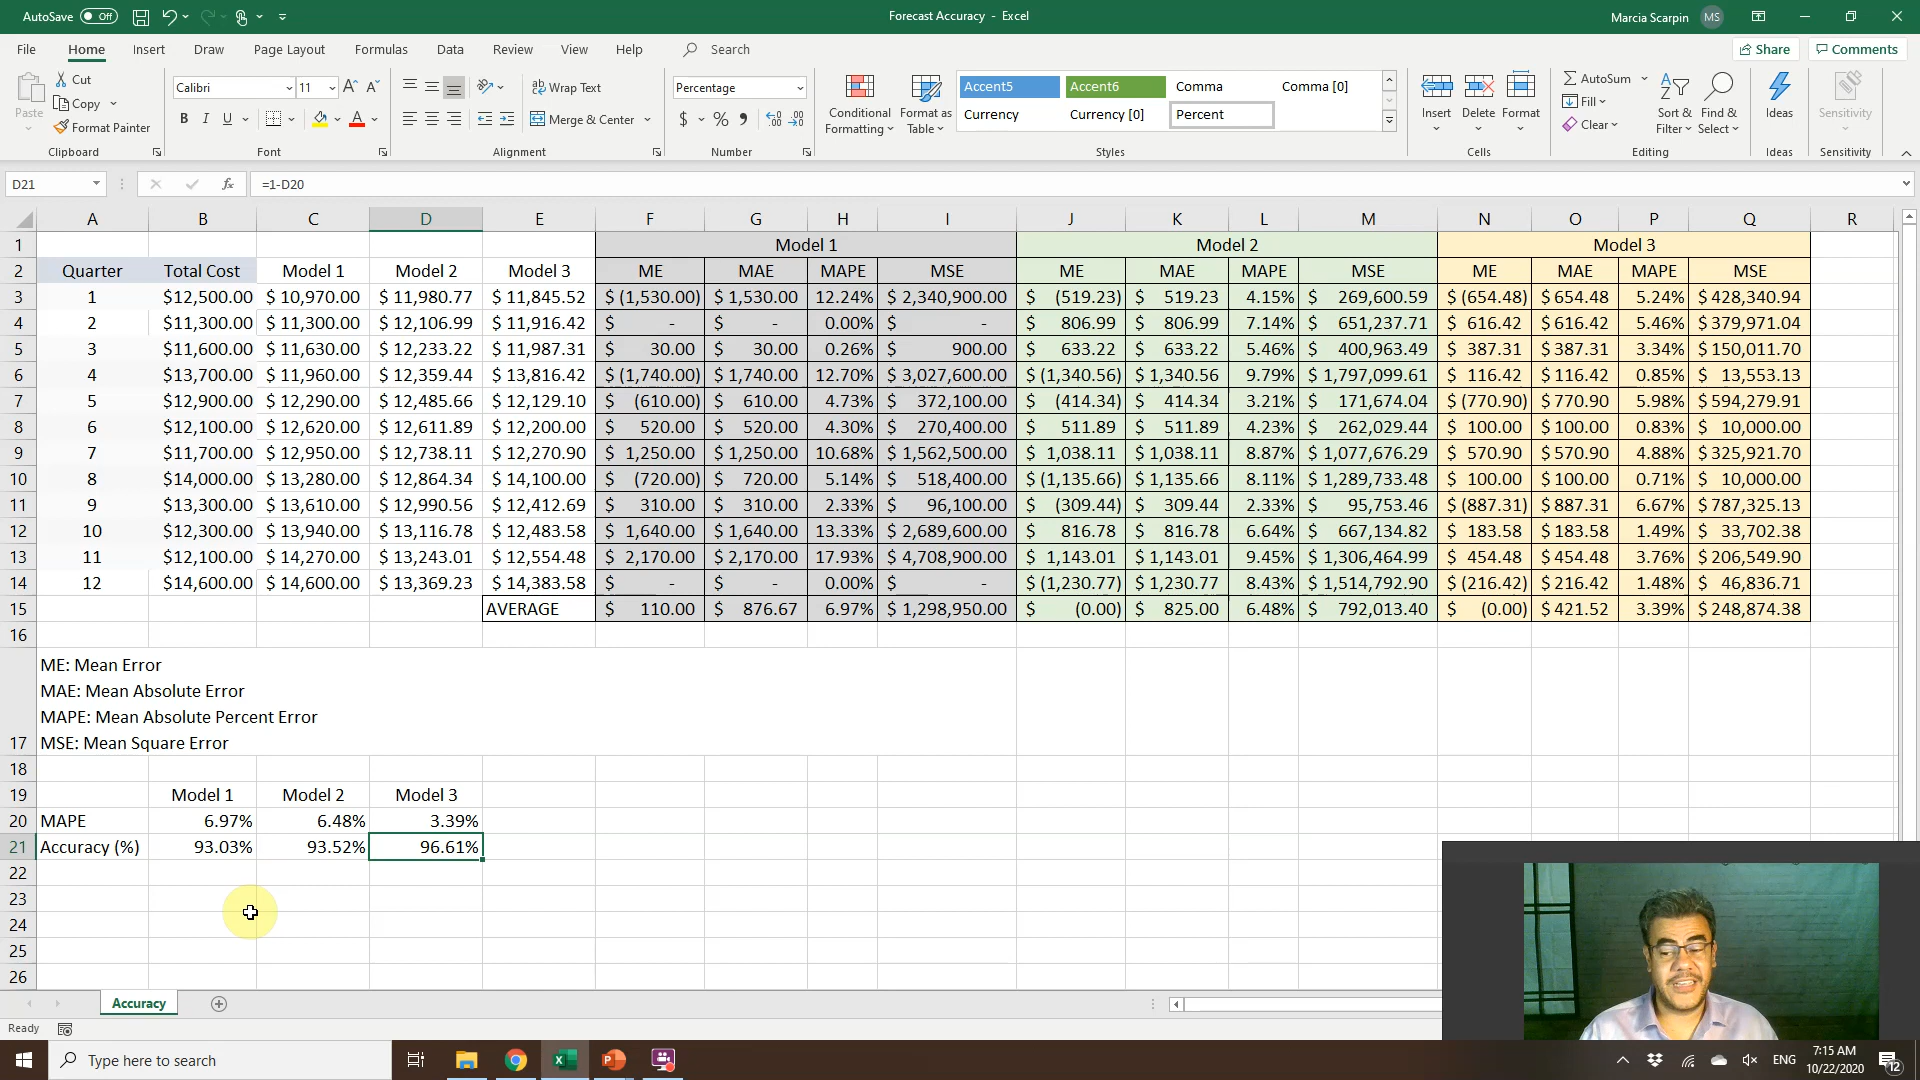 AutoSave Off Forecast Accuracy - Excel Marcia Scarpin MS
File Home Insert Draw Page Layout Formulas Data Review View Help Search Share Comments
Paste Cut Copy Format Painter Clipboard
Calibri 11 A A B I U A Font
Wrap Text Merge & Center Alignment
Percentage $ % Number
Conditional Formatting Format as Table Accent5 Accent6 Comma Comma [0] Currency Currency [0] Percent Styles
Insert Delete Format Cells
AutoSum Fill Clear Sort & Filter Find & Select Editing
Ideas Ideas
Sensitivity Sensitivity
D21 fx =1-D20
A B C D E F G H I J K L M N O P Q R
1 Model 1 Model 2 Model 3
2 Quarter Total Cost Model 1 Model 2 Model 3 ME MAE MAPE MSE ME MAE MAPE MSE ME MAE MAPE MSE
3 1 $12,500.00 $ 10,970.00 $ 11,980.77 $ 11,845.52 $ (1,530.00) $ 1,530.00 12.24% $ 2,340,900.00 $ (519.23) $ 519.23 4.15% $ 269,600.59 $ (654.48) $ 654.48 5.24% $ 428,340.94
4 2 $11,300.00 $ 11,300.00 $ 12,106.99 $ 11,916.42 $ - $ - 0.00% $ - $ 806.99 $ 806.99 7.14% $ 651,237.71 $ 616.42 $ 616.42 5.46% $ 379,971.04
5 3 $11,600.00 $ 11,630.00 $ 12,233.22 $ 11,987.31 $ 30.00 $ 30.00 0.26% $ 900.00 $ 633.22 $ 633.22 5.46% $ 400,963.49 $ 387.31 $ 387.31 3.34% $ 150,011.70
6 4 $13,700.00 $ 11,960.00 $ 12,359.44 $ 13,816.42 $ (1,740.00) $ 1,740.00 12.70% $ 3,027,600.00 $ (1,340.56) $ 1,340.56 9.79% $ 1,797,099.61 $ 116.42 $ 116.42 0.85% $ 13,553.13
7 5 $12,900.00 $ 12,290.00 $ 12,485.66 $ 12,129.10 $ (610.00) $ 610.00 4.73% $ 372,100.00 $ (414.34) $ 414.34 3.21% $ 171,674.04 $ (770.90) $ 770.90 5.98% $ 594,279.91
8 6 $12,100.00 $ 12,620.00 $ 12,611.89 $ 12,200.00 $ 520.00 $ 520.00 4.30% $ 270,400.00 $ 511.89 $ 511.89 4.23% $ 262,029.44 $ 100.00 $ 100.00 0.83% $ 10,000.00
9 7 $11,700.00 $ 12,950.00 $ 12,738.11 $ 12,270.90 $ 1,250.00 $ 1,250.00 10.68% $ 1,562,500.00 $ 1,038.11 $ 1,038.11 8.87% $ 1,077,676.29 $ 570.90 $ 570.90 4.88% $ 325,921.70
10 8 $14,000.00 $ 13,280.00 $ 12,864.34 $ 14,100.00 $ (720.00) $ 720.00 5.14% $ 518,400.00 $ (1,135.66) $ 1,135.66 8.11% $ 1,289,733.48 $ 100.00 $ 100.00 0.71% $ 10,000.00
11 9 $13,300.00 $ 13,610.00 $ 12,990.56 $ 12,412.69 $ 310.00 $ 310.00 2.33% $ 96,100.00 $ (309.44) $ 309.44 2.33% $ 95,753.46 $ (887.31) $ 887.31 6.67% $ 787,325.13
12 10 $12,300.00 $ 13,940.00 $ 13,116.78 $ 12,483.58 $ 1,640.00 $ 1,640.00 13.33% $ 2,689,600.00 $ 816.78 $ 816.78 6.64% $ 667,134.82 $ 183.58 $ 183.58 1.49% $ 33,702.38
13 11 $12,100.00 $ 14,270.00 $ 13,243.01 $ 12,554.48 $ 2,170.00 $ 2,170.00 17.93% $ 4,708,900.00 $ 1,143.01 $ 1,143.01 9.45% $ 1,306,464.99 $ 454.48 $ 454.48 3.76% $ 206,549.90
14 12 $14,600.00 $ 14,600.00 $ 13,369.23 $ 14,383.58 $ - $ - 0.00% $ - $ (1,230.77) $ 1,230.77 8.43% $ 1,514,792.90 $ (216.42) $ 216.42 1.48% $ 46,836.71
15 AVERAGE $ 110.00 $ 876.67 6.97% $ 1,298,950.00 $ (0.00) $ 825.00 6.48% $ 792,013.40 $ (0.00) $ 421.52 3.39% $ 248,874.38
16
ME: Mean Error
MAE: Mean Absolute Error
MAPE: Mean Absolute Percent Error
17 MSE: Mean Square Error
18
19 Model 1 Model 2 Model 3
20 MAPE 6.97% 6.48% 3.39%
21 Accuracy (%) 93.03% 93.52% 96.61%
22
23
24
25
26
Accuracy
Ready
Type here to search
ENG 7:15 AM
10/22/2020 12